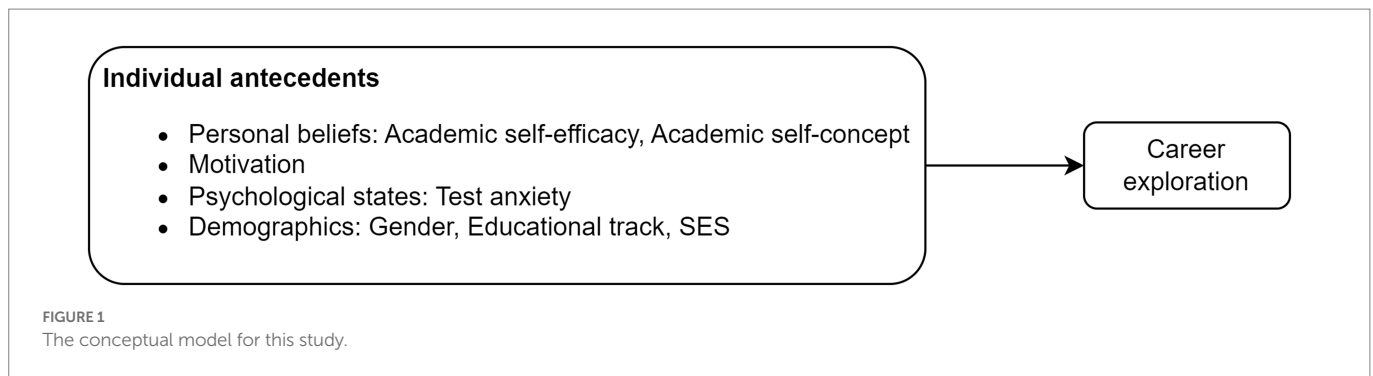 Individual antecedents
• Personal beliefs: Academic self-efficacy, Academic self-concept
• Motivation
• Psychological states: Test anxiety
• Demographics: Gender, Educational track, SES
Career
exploration
FIGURE 1
The conceptual model for this study.